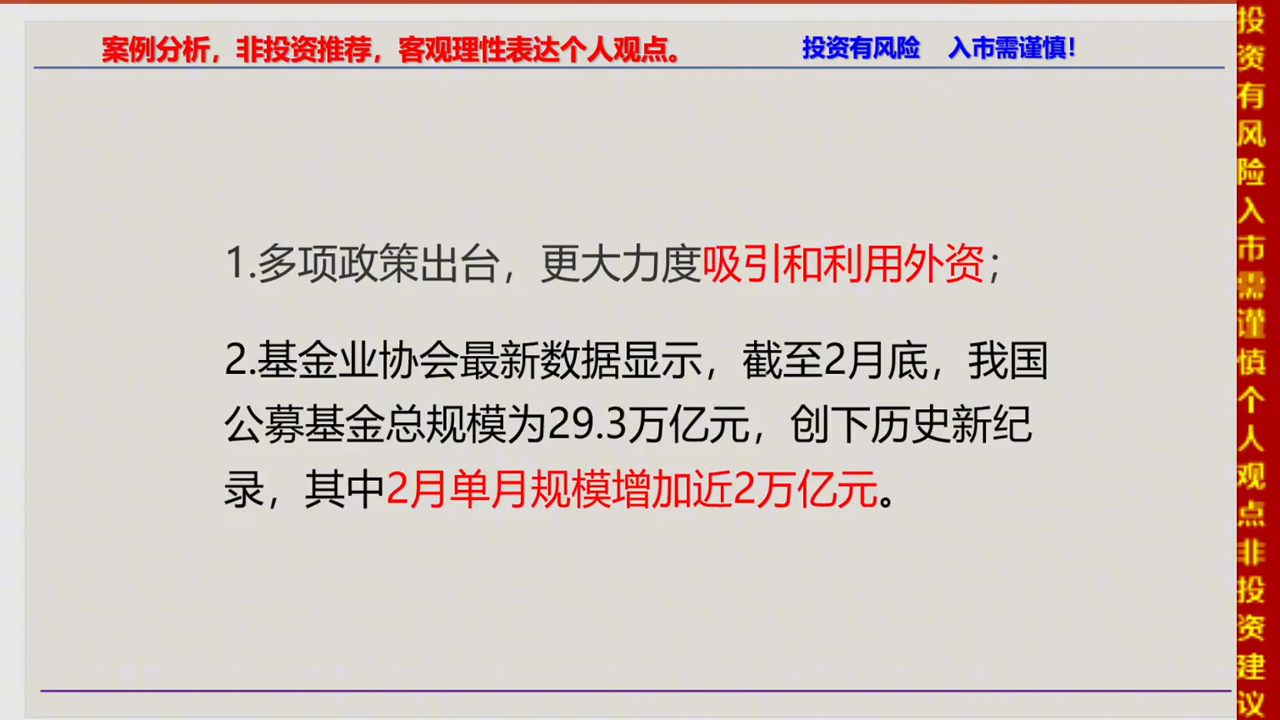 案例分析，非投资推荐，客观理性表达个人观点。
投资有风险 入市需谨慎！
1.多项政策出台，更大力度吸引和利用外资；
2.基金业协会最新数据显示，截至2月底，我国
公募基金总规模为29.3万亿元，创下历史新纪
录，其中2月单月规模增加近2万亿元。
投资有风险入市需谨慎个人观点非投资建议